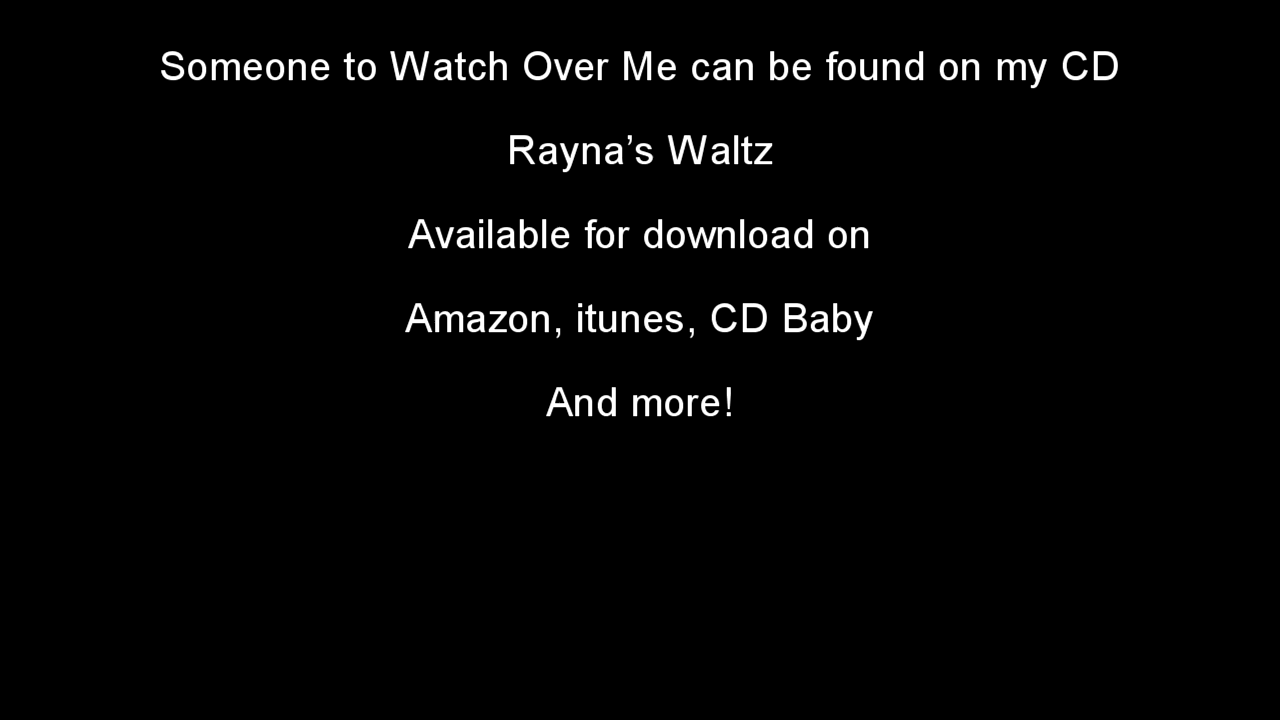 Someone to Watch Over Me can be found on my CD
Rayna’s Waltz
Available for download on
Amazon, itunes, CD Baby
And more!